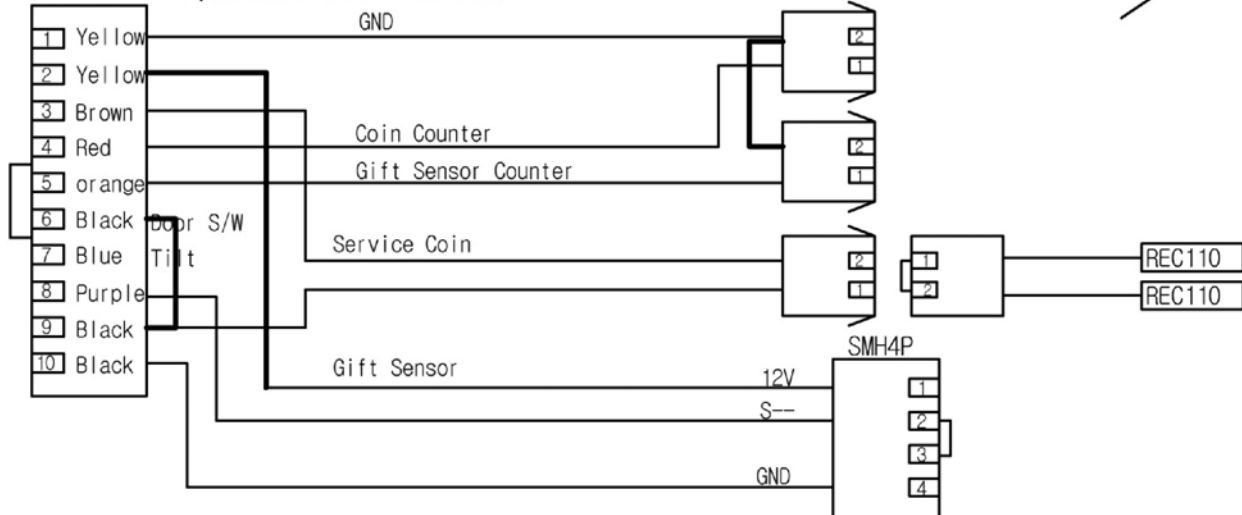 GND
1 Yellow
2 Yellow
3 Brown
4 Red
5 orange
6 Black Door S/W
7 Blue Tilt
8 Purple
9 Black
10 Black
Coin Counter
Gift Sensor Counter
Service Coin
Gift Sensor
12V
S--
GND
2
1
2
1
2
1
1
2
REC110
REC110
SMH4P
1
2
3
4